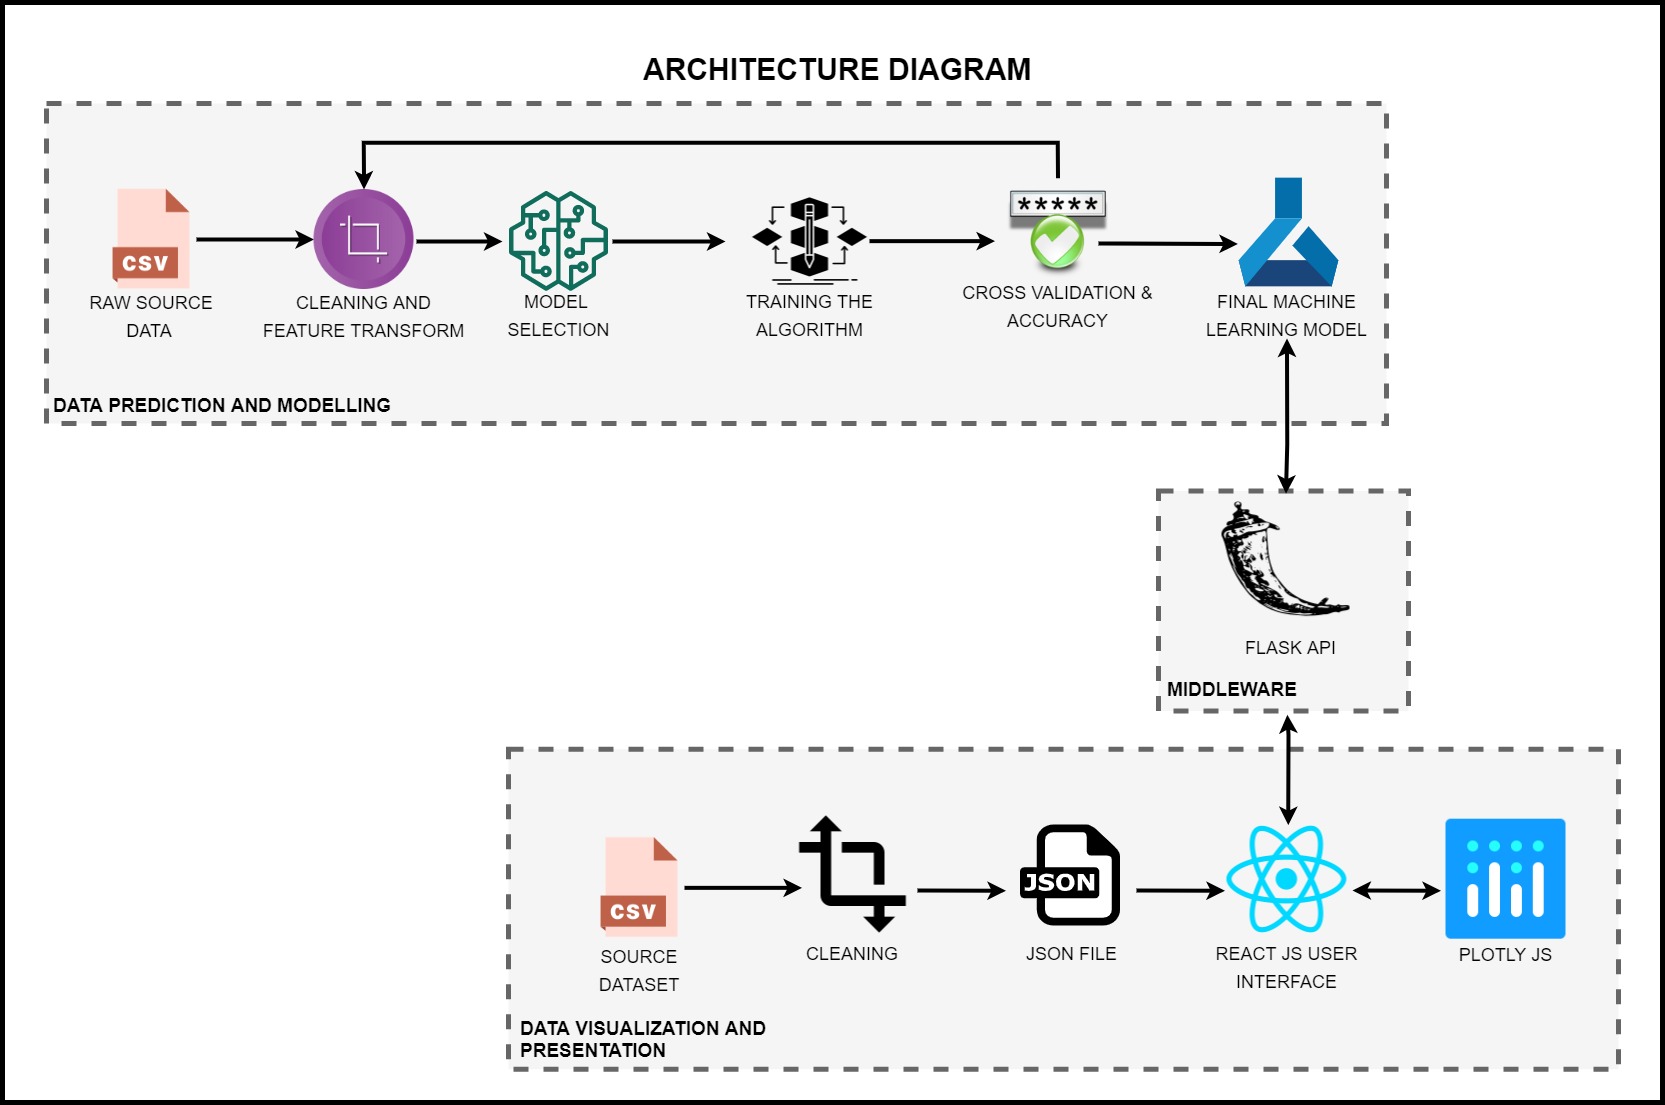 ARCHITECTURE DIAGRAM
CSV
RAW SOURCE
DATA
CLEANING AND
FEATURE TRANSFORM
MODEL
SELECTION
TRAINING THE
ALGORITHM
*****
CROSS VALIDATION &
ACCURACY
FINAL MACHINE
LEARNING MODEL
DATA PREDICTION AND MODELLING
FLASK API
MIDDLEWARE
CSV
SOURCE
DATASET
CLEANING
JSON
JSON FILE
REACT JS USER
INTERFACE
PLOTLY JS
DATA VISUALIZATION AND
PRESENTATION